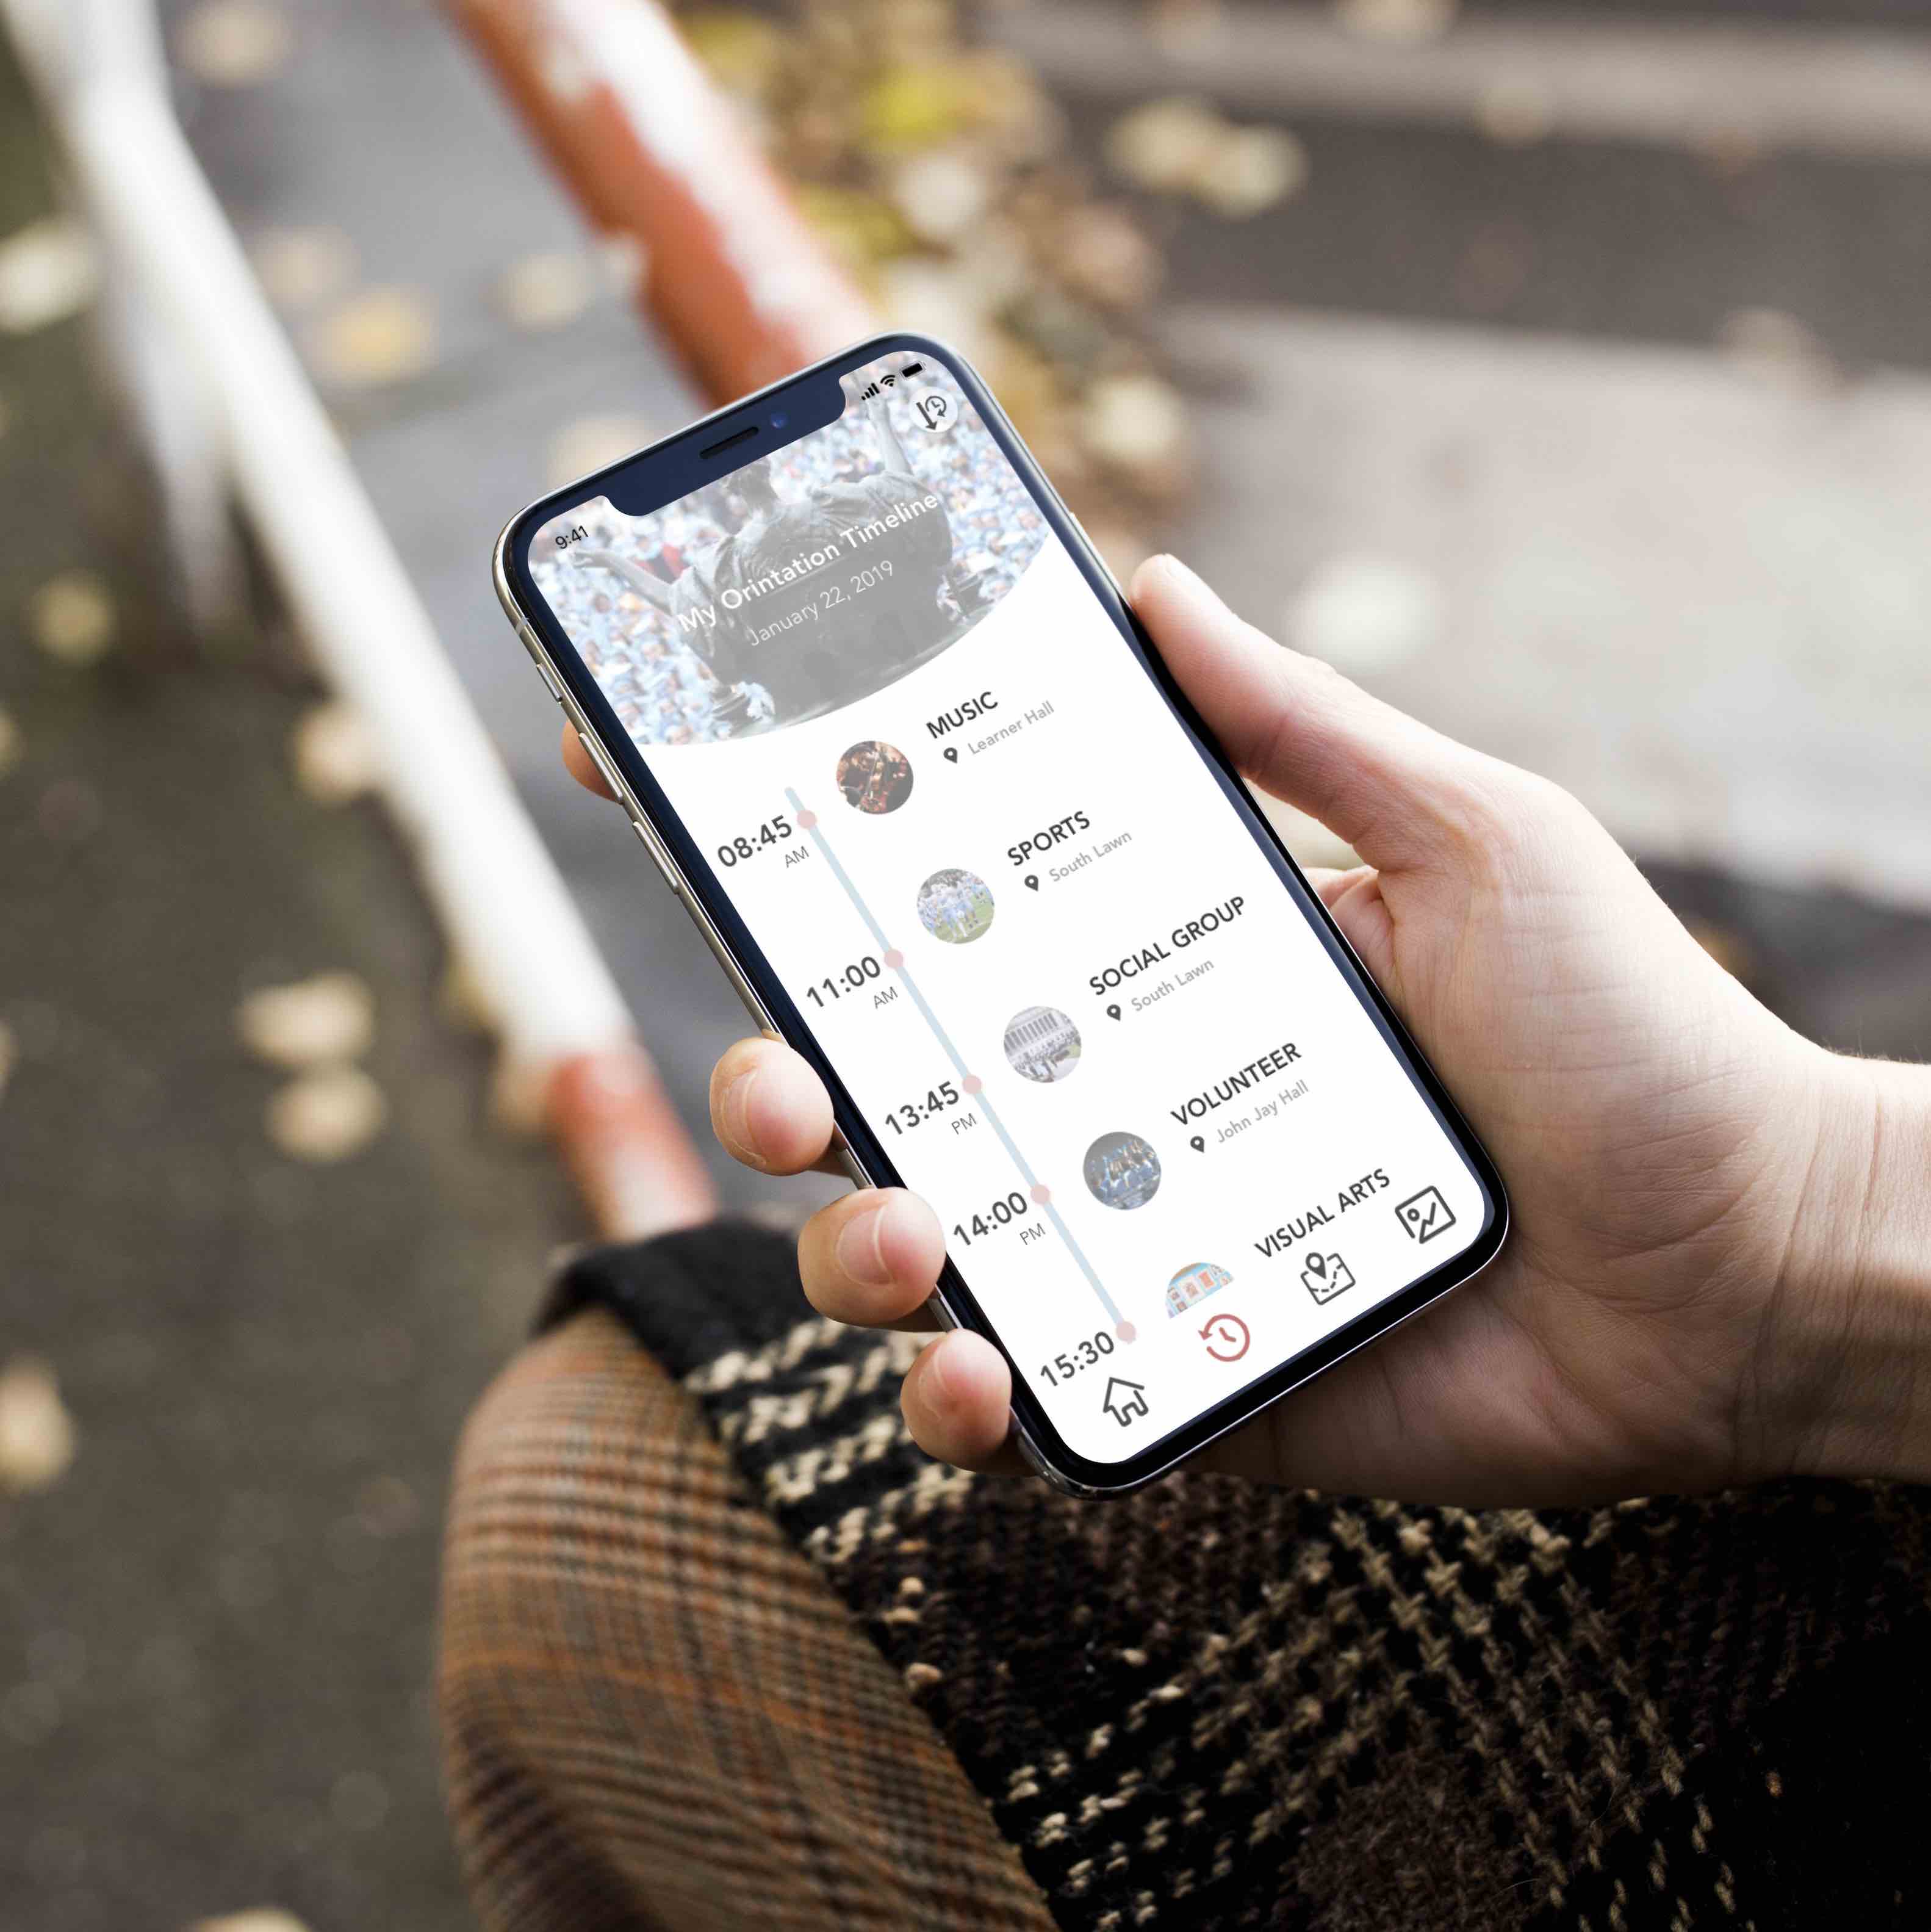 9:41
My Orintation Timeline
January 22, 2019
08:45
AM
MUSIC
Learner Hall
11:00
AM
SPORTS
South Lawn
13:45
PM
SOCIAL GROUP
South Lawn
14:00
PM
VOLUNTEER
John Jay Hall
15:30
VISUAL ARTS